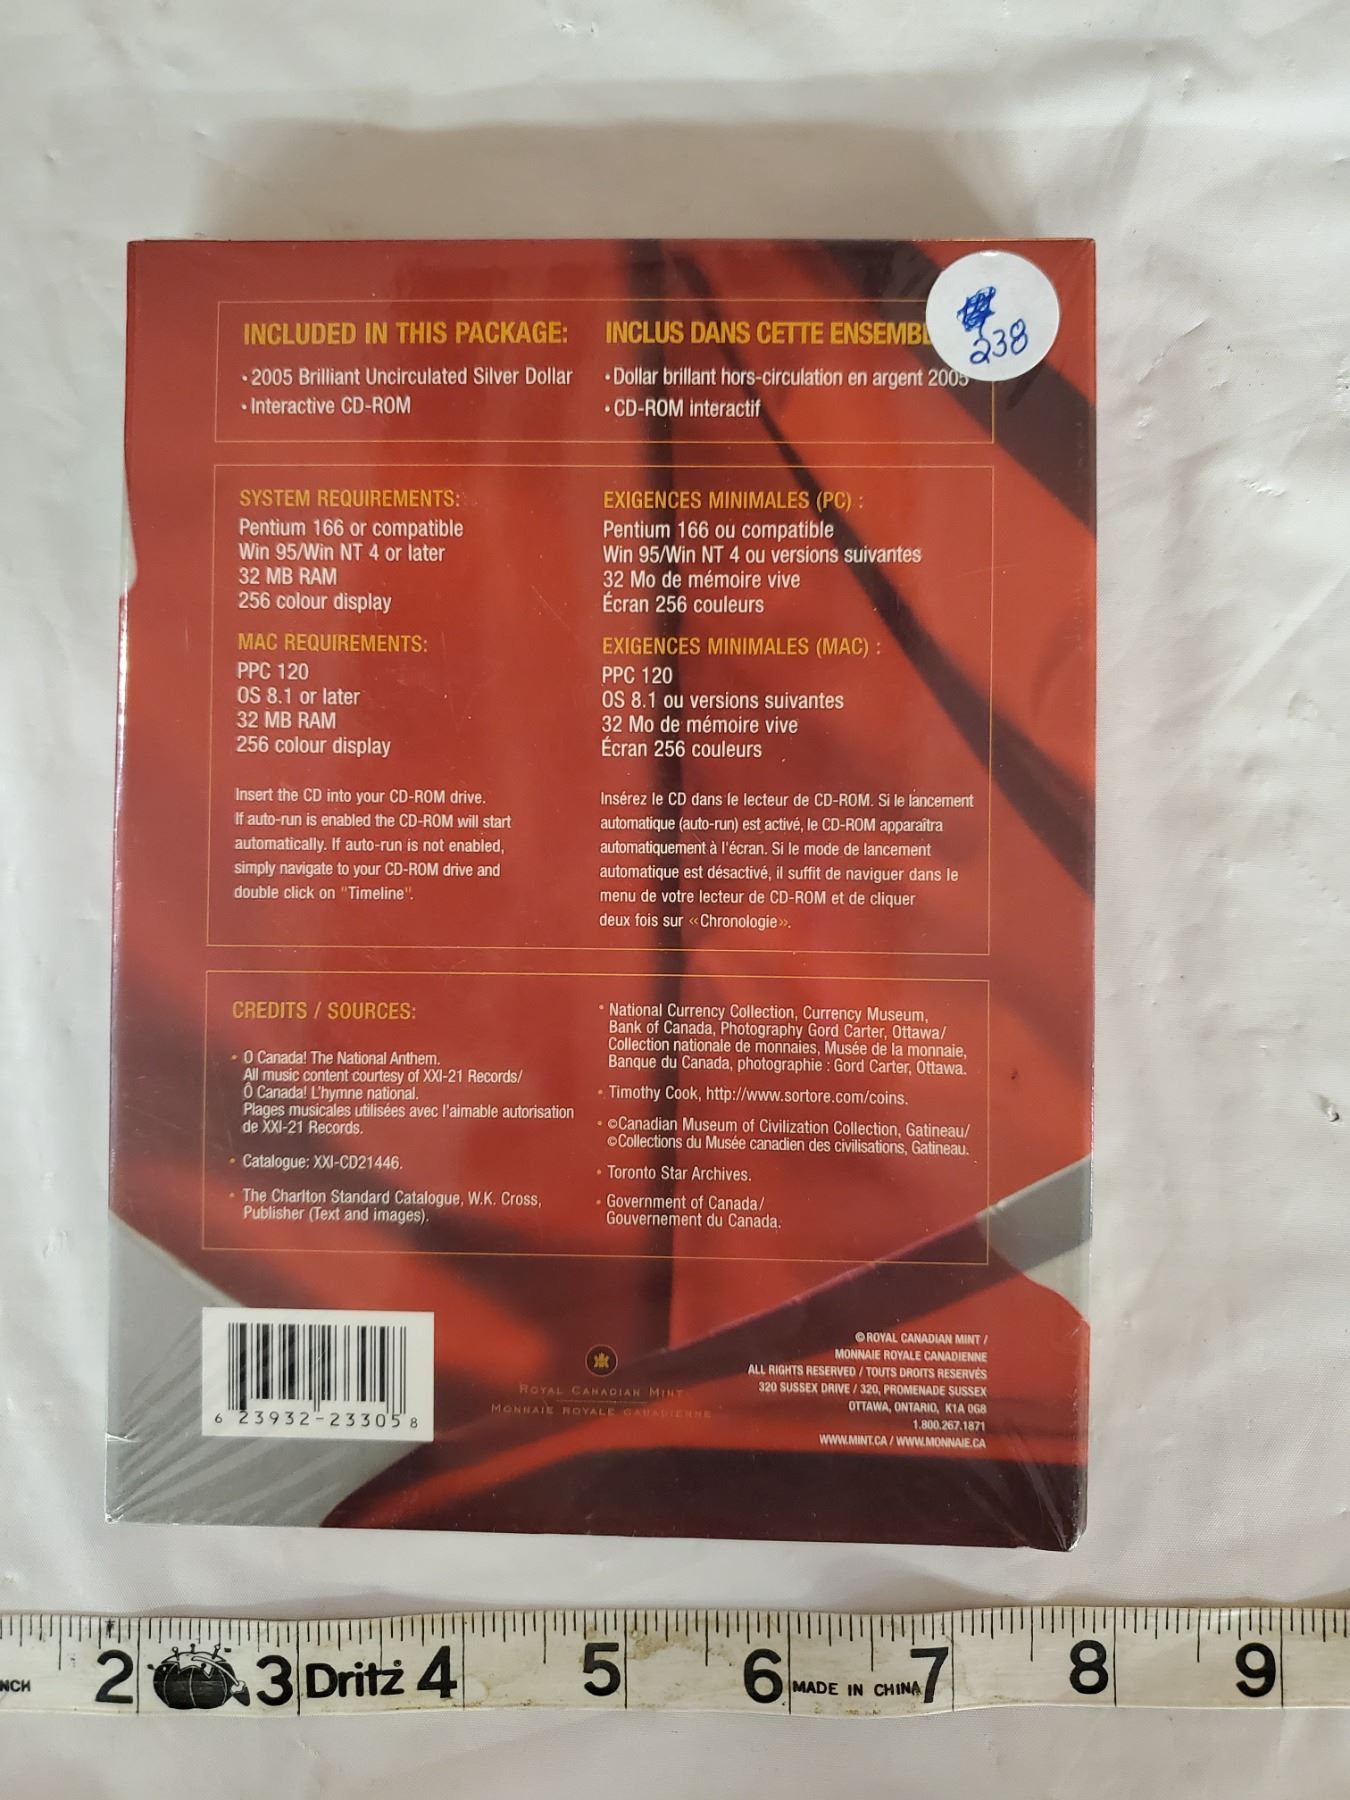 INCLUDED IN THIS PACKAGE:
• 2005 Brilliant Uncirculated Silver Dollar
• Interactive CD-ROM
INCLUS DANS CETTE ENSEMBL
• Dollar brillant hors-circulation en argent 2005
• CD-ROM interactif
#
238
SYSTEM REQUIREMENTS:
Pentium 166 or compatible
Win 95/Win NT 4 or later
32 MB RAM
256 colour display
MAC REQUIREMENTS:
PPC 120
OS 8.1 or later
32 MB RAM
256 colour display
Insert the CD into your CD-ROM drive.
If auto-run is enabled the CD-ROM will start
automatically. If auto-run is not enabled,
simply navigate to your CD-ROM drive and
double click on "Timeline".
EXIGENCES MINIMALES (PC) :
Pentium 166 ou compatible
Win 95/Win NT 4 ou versions suivantes
32 Mo de mémoire vive
Écran 256 couleurs
EXIGENCES MINIMALES (MAC) :
PPC 120
OS 8.1 ou versions suivantes
32 Mo de mémoire vive
Écran 256 couleurs
Insérez le CD dans le lecteur de CD-ROM. Si le lancement
automatique (auto-run) est activé, le CD-ROM apparaîtra
automatiquement à l'écran. Si le mode de lancement
automatique est désactivé, il suffit de naviguer dans le
menu de votre lecteur de CD-ROM et de cliquer
deux fois sur «Chronologie».
CREDITS / SOURCES:
• O Canada! The National Anthem.
All music content courtesy of XXI-21 Records/
Ô Canada! L'hymne national.
Plages musicales utilisées avec l'aimable autorisation
de XXI-21 Records.
• Catalogue: XXI-CD21446.
• The Charlton Standard Catalogue, W.K. Cross,
Publisher (Text and images).
• National Currency Collection, Currency Museum,
Bank of Canada, Photography Gord Carter, Ottawa/
Collection nationale de monnaies, Musée de la monnaie,
Banque du Canada, photographie : Gord Carter, Ottawa.
• Timothy Cook, http://www.sortore.com/coins.
• ©Canadian Museum of Civilization Collection, Gatineau/
©Collections du Musée canadien des civilisations, Gatineau.
• Toronto Star Archives.
• Government of Canada/
Gouvernement du Canada.
6 23932-23305 8
ROYAL CANADIAN MINT
MONNAIE ROYALE CANADIENNE
© ROYAL CANADIAN MINT /
MONNAIE ROYALE CANADIENNE
ALL RIGHTS RESERVED / TOUTS DROITS RESERVÉS
320 SUSSEX DRIVE / 320, PROMENADE SUSSEX
OTTAWA, ONTARIO, K1A 0G8
1.800.267.1871
WWW.MINT.CA / WWW.MONNAIE.CA
NCH 2 3 Dritz 4 5 6 MADE IN CHINA 7 8 9